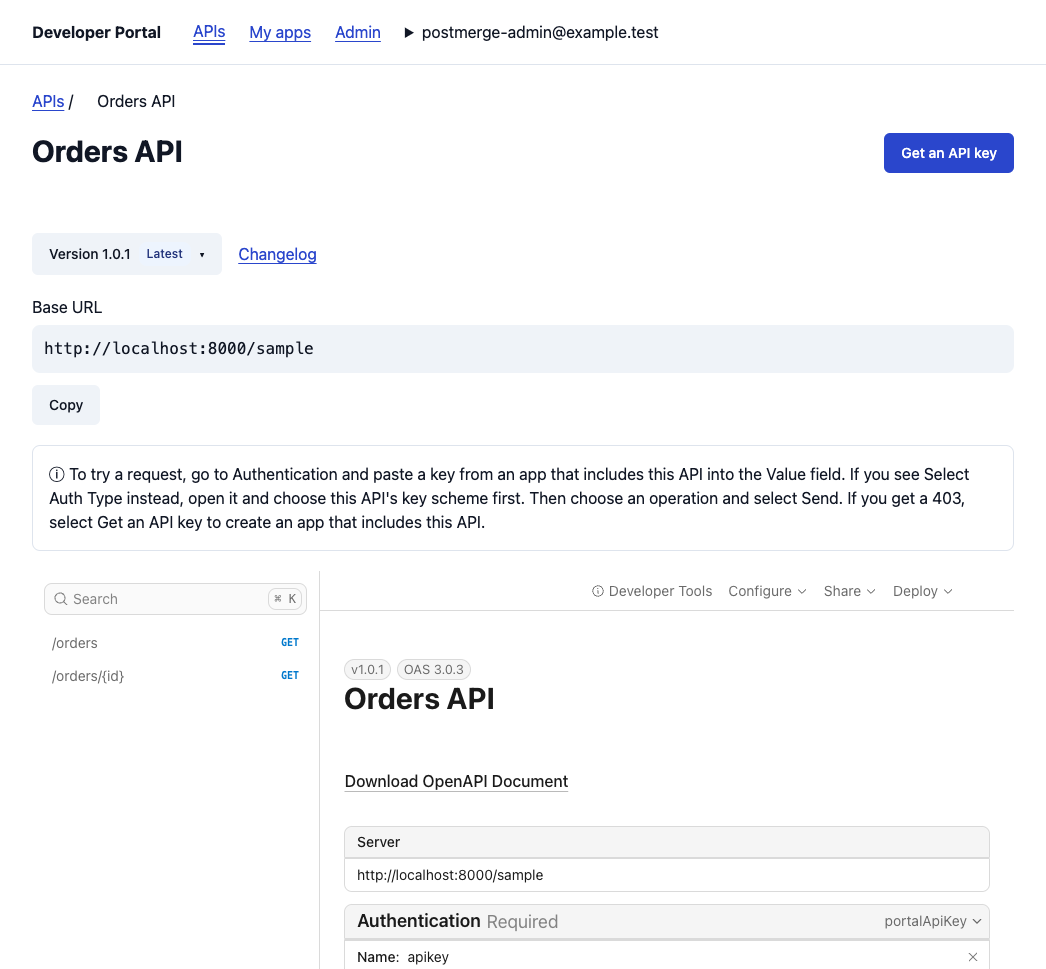 Developer Portal APIs My apps Admin ▶ postmerge-admin@example.test
APIs / Orders API
Orders API
Get an API key
Version 1.0.1 Latest ▾ Changelog
Base URL
http://localhost:8000/sample
Copy
ⓘ To try a request, go to Authentication and paste a key from an app that includes this API into the Value field. If you see Select
Auth Type instead, open it and choose this API's key scheme first. Then choose an operation and select Send. If you get a 403,
select Get an API key to create an app that includes this API.
Search ⌘ K
/orders GET
/orders/{id} GET
Developer Tools Configure Share Deploy
v1.0.1 OAS 3.0.3
Orders API
Download OpenAPI Document
Server
http://localhost:8000/sample
Authentication Required portalApiKey
Name: apikey